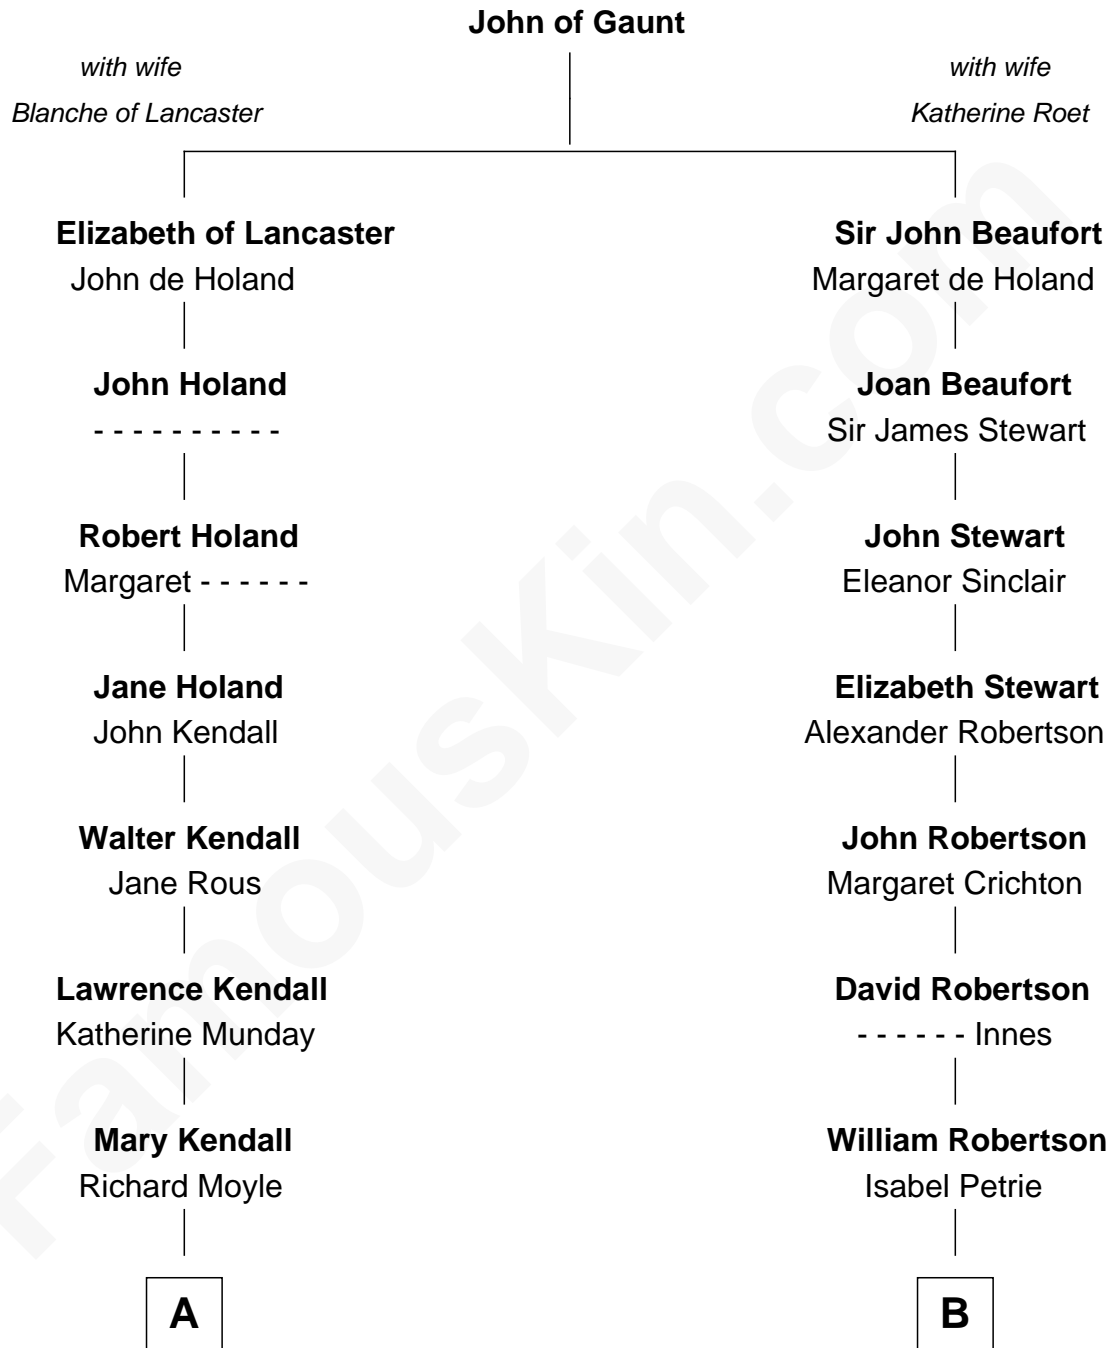 John of Gaunt
with wife
Blanche of Lancaster
with wife
Katherine Roet
Elizabeth of Lancaster
John de Holand
Sir John Beaufort
Margaret de Holand
John Holand
- - - - - - - - - -
Joan Beaufort
Sir James Stewart
Robert Holand
Margaret - - - - - -
John Stewart
Eleanor Sinclair
Jane Holand
John Kendall
Elizabeth Stewart
Alexander Robertson
Walter Kendall
Jane Rous
John Robertson
Margaret Crichton
Lawrence Kendall
Katherine Munday
David Robertson
- - - - - - Innes
Mary Kendall
Richard Moyle
William Robertson
Isabel Petrie
A
B
FamousKin.com